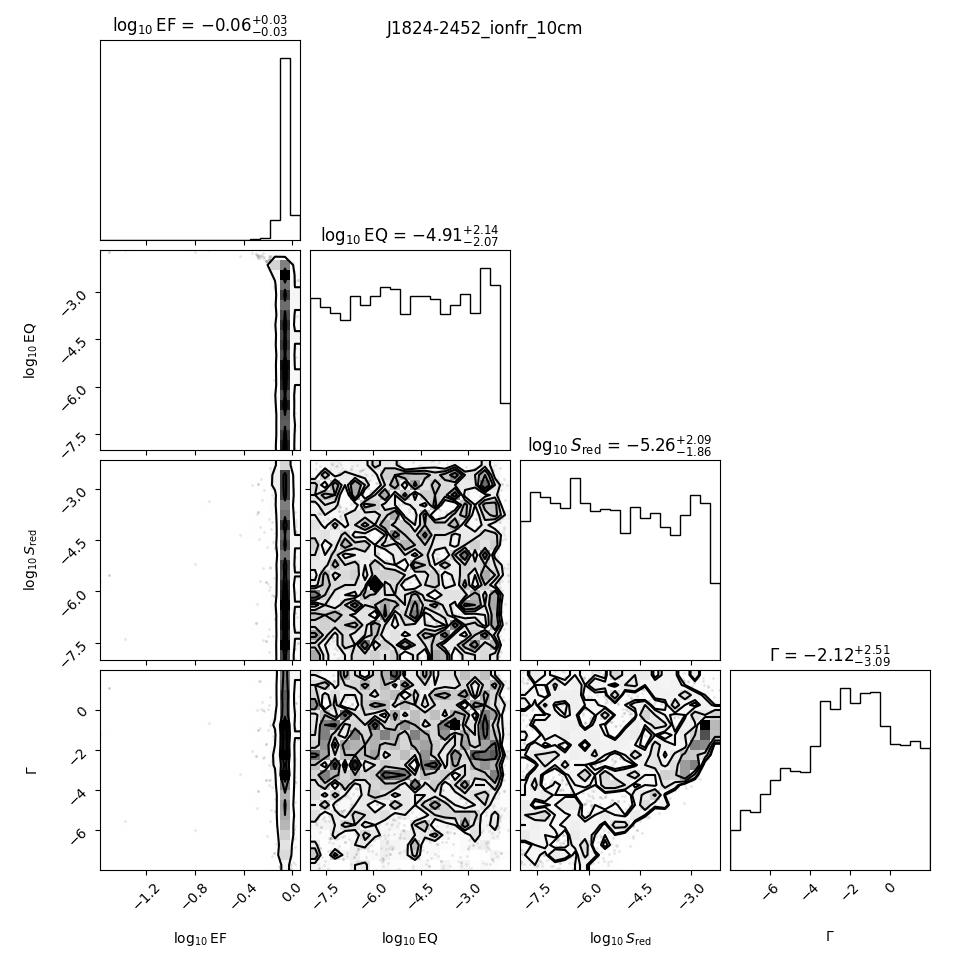 J1824-2452_ionfr_10cm
log₁₀ EF = −0.06⁺⁰·⁰³₋₀.₀₃
log₁₀ EQ = −4.91⁺²·¹⁴₋₂.₀₇
−3.0
−4.5
−6.0
−7.5
log₁₀ EQ
log₁₀ S_red = −5.26⁺²·⁰⁹₋₁.₈₆
−3.0
−4.5
−6.0
−7.5
log₁₀ S_red
Γ = −2.12⁺²·⁵¹₋₃.₀₉
0
−2
−4
−6
Γ
−1.2 −0.8 −0.4 0.0
−7.5 −6.0 −4.5 −3.0
−7.5 −6.0 −4.5 −3.0
−6 −4 −2 0
log₁₀ EF
log₁₀ EQ
log₁₀ S_red
Γ